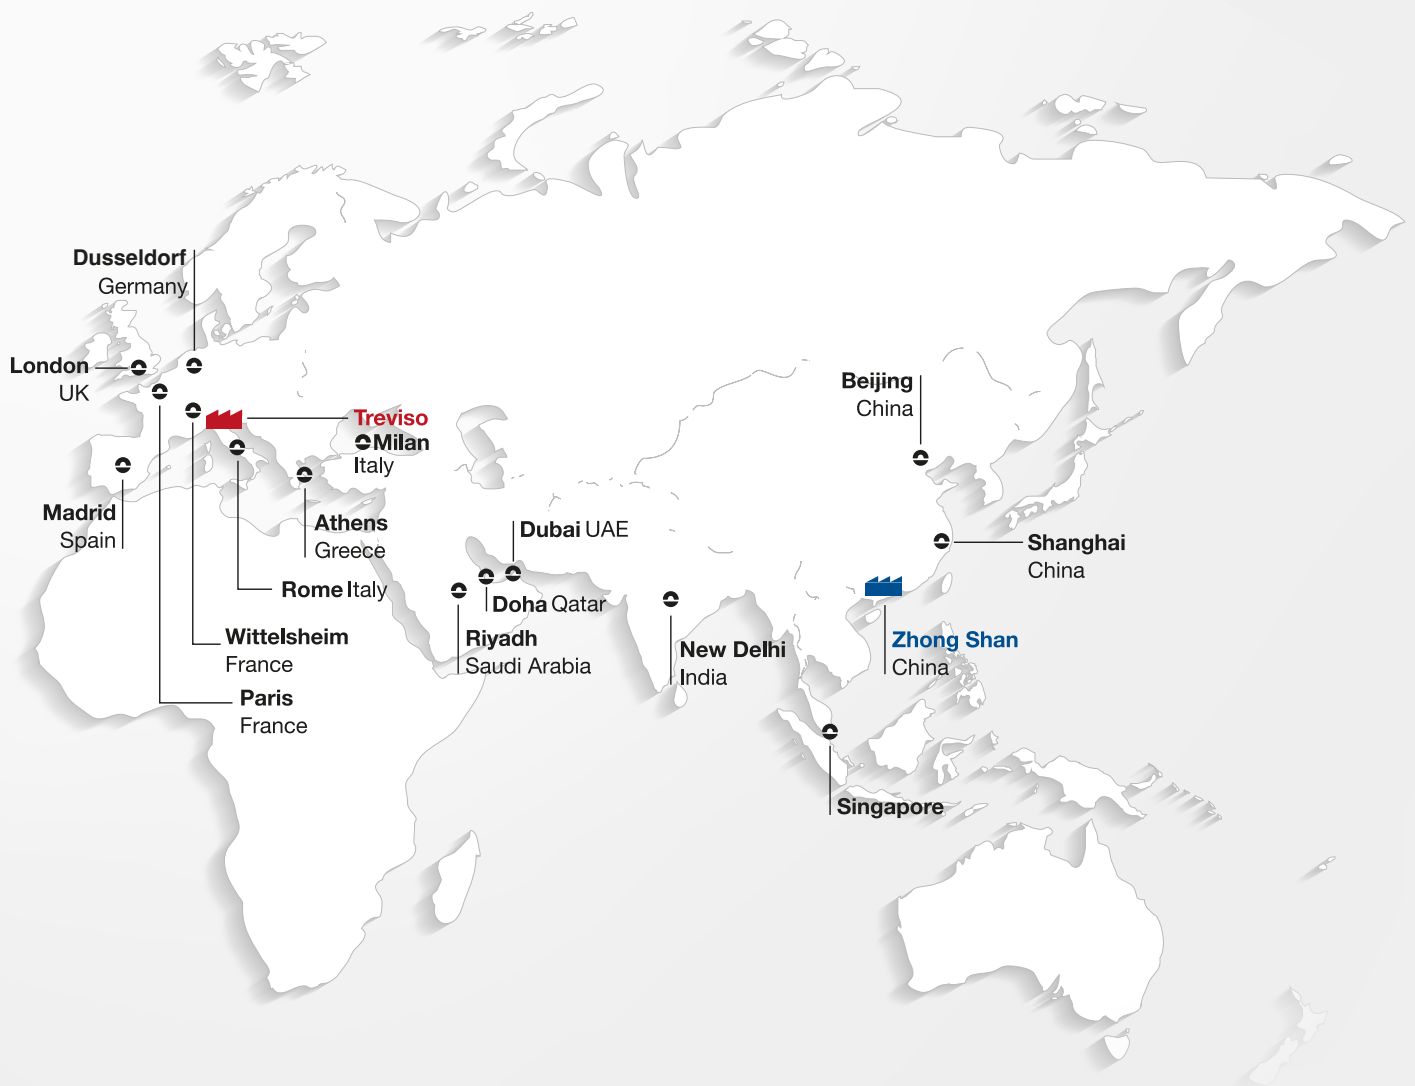 Dusseldorf
Germany
London
UK
Treviso
Milan
Italy
Madrid
Spain
Athens
Greece
Rome Italy
Wittelsheim
France
Paris
France
Dubai UAE
Doha Qatar
Riyadh
Saudi Arabia
New Delhi
India
Beijing
China
Shanghai
China
Zhong Shan
China
Singapore